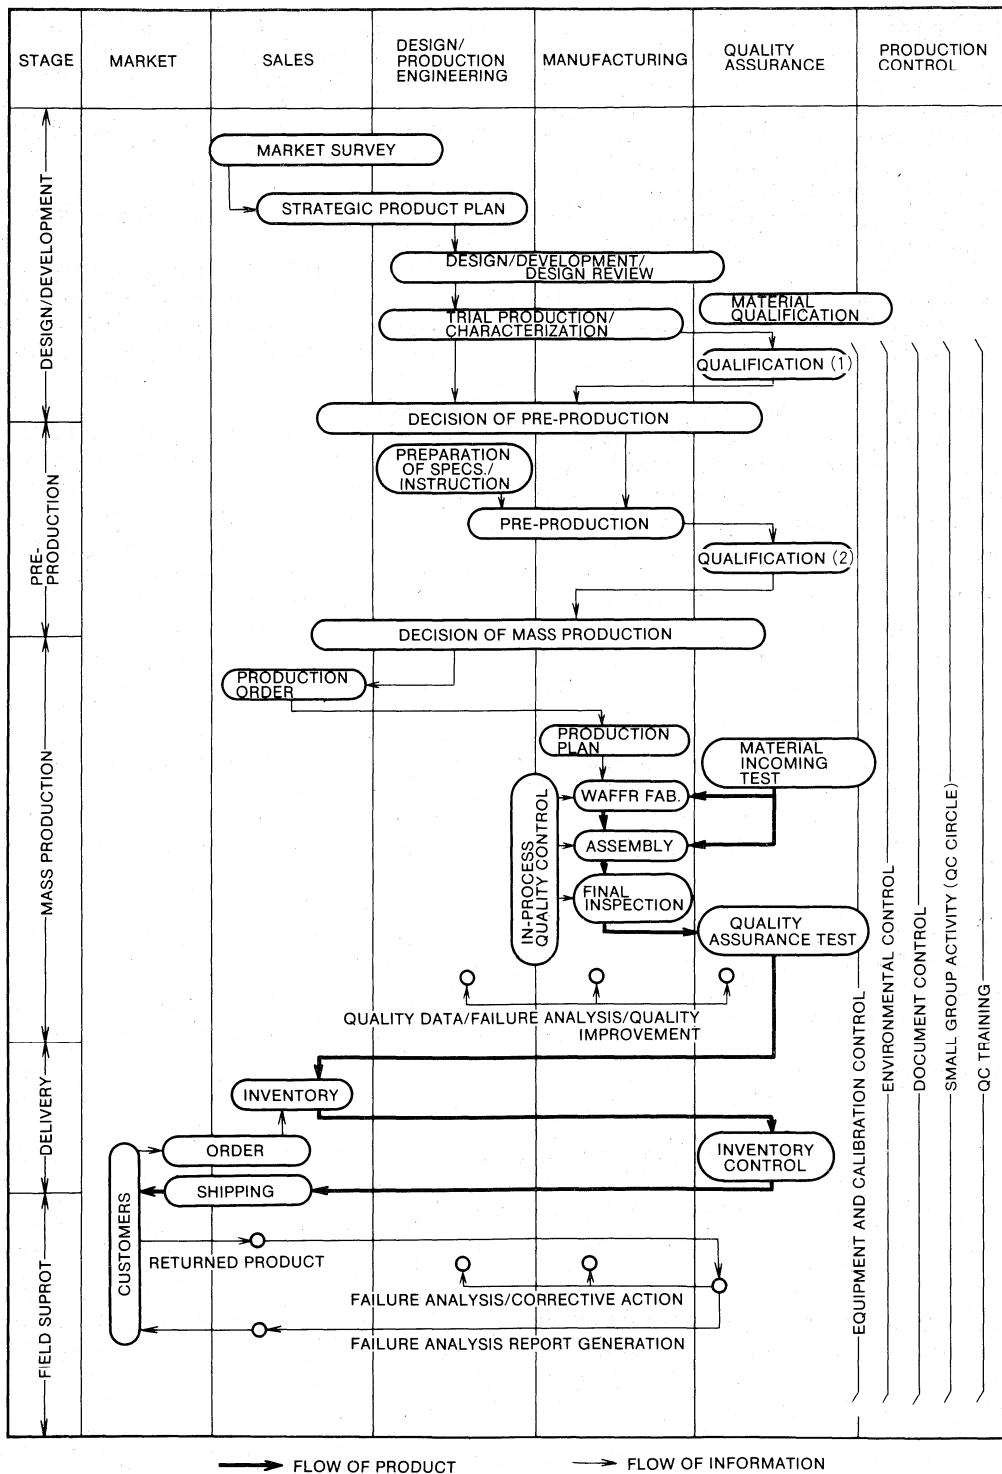 STAGE
MARKET
SALES
DESIGN/
PRODUCTION
ENGINEERING
MANUFACTURING
QUALITY
ASSURANCE
PRODUCTION
CONTROL
DESIGN/DEVELOPMENT
MARKET SURVEY
STRATEGIC PRODUCT PLAN
DESIGN/DEVELOPMENT/
DESIGN REVIEW
MATERIAL
QUALIFICATION
TRIAL PRODUCTION/
CHARACTERIZATION
QUALIFICATION (1)
DECISION OF PRE-PRODUCTION
PRE-
PRODUCTION
PREPARATION
OF SPECS./
INSTRUCTION
PRE-PRODUCTION
QUALIFICATION (2)
DECISION OF MASS PRODUCTION
MASS PRODUCTION
PRODUCTION
ORDER
PRODUCTION
PLAN
MATERIAL
INCOMING
TEST
IN-PROCESS
QUALITY CONTROL
WAFFR FAB.
ASSEMBLY
FINAL
INSPECTION
QUALITY
ASSURANCE TEST
QUALITY DATA/FAILURE ANALYSIS/QUALITY
IMPROVEMENT
DELIVERY
INVENTORY
ORDER
INVENTORY
CONTROL
SHIPPING
CUSTOMERS
FIELD SUPROT
RETURNED PRODUCT
FAILURE ANALYSIS/CORRECTIVE ACTION
FAILURE ANALYSIS REPORT GENERATION
EQUIPMENT AND CALIBRATION CONTROL
ENVIRONMENTAL CONTROL
DOCUMENT CONTROL
SMALL GROUP ACTIVITY (QC CIRCLE)
QC TRAINING
FLOW OF PRODUCT
FLOW OF INFORMATION